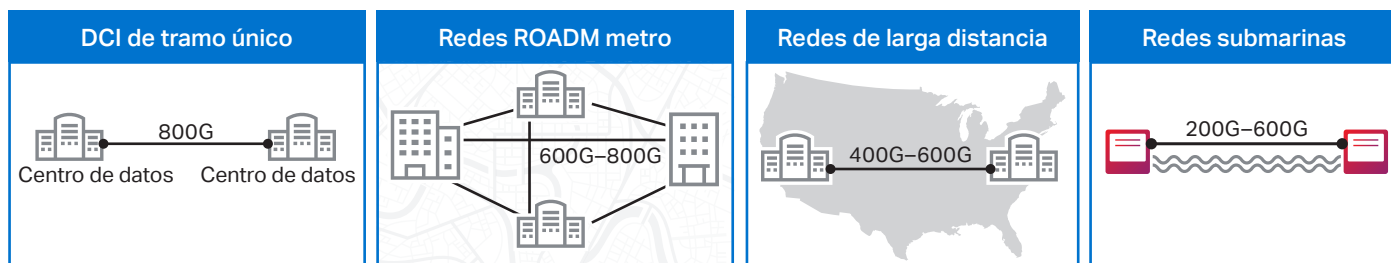 DCI de tramo único
800G
Centro de datos
Centro de datos
Redes ROADM metro
600G–800G
Redes de larga distancia
400G–600G
Redes submarinas
200G–600G